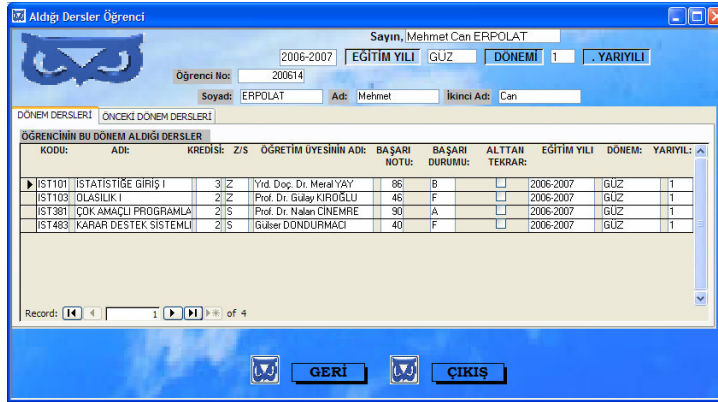 Aldığı Dersler Öğrenci
Sayın, Mehmet Can ERPOLAT
2006-2007 EĞİTİM YILI GÜZ DÖNEMİ 1 . YARIYILI
Öğrenci No: 200614
Soyad: ERPOLAT Ad: Mehmet İkinci Ad: Can
DÖNEM DERSLERİ ÖNCEKİ DÖNEM DERSLERİ
ÖĞRENCİNİN BU DÖNEM ALDIĞI DERSLER
KODU: ADI: KREDİSİ: Z/S ÖĞRETİM ÜYESİNİN ADI: BAŞARI NOTU: BAŞARI DURUMU: ALTTAN TEKRAR: EĞİTİM YILI DÖNEM: YARIYIL:
IST101 İSTATİSTİĞE GİRİŞ I 3 Z Yrd. Doç. Dr. Meral YAY 86 B 2006-2007 GÜZ 1
IST103 OLASILIK I 2 Z Prof. Dr. Gülay KIROĞLU 46 F 2006-2007 GÜZ 1
IST381 ÇOK AMAÇLI PROGRAMLA 2 S Prof. Dr. Nalan CİNEMRE 90 A 2006-2007 GÜZ 1
IST483 KARAR DESTEK SİSTEMLİ 2 S Gülser DONDURMACI 40 F 2006-2007 GÜZ 1
Record: 1 of 4
GERİ ÇIKIŞ